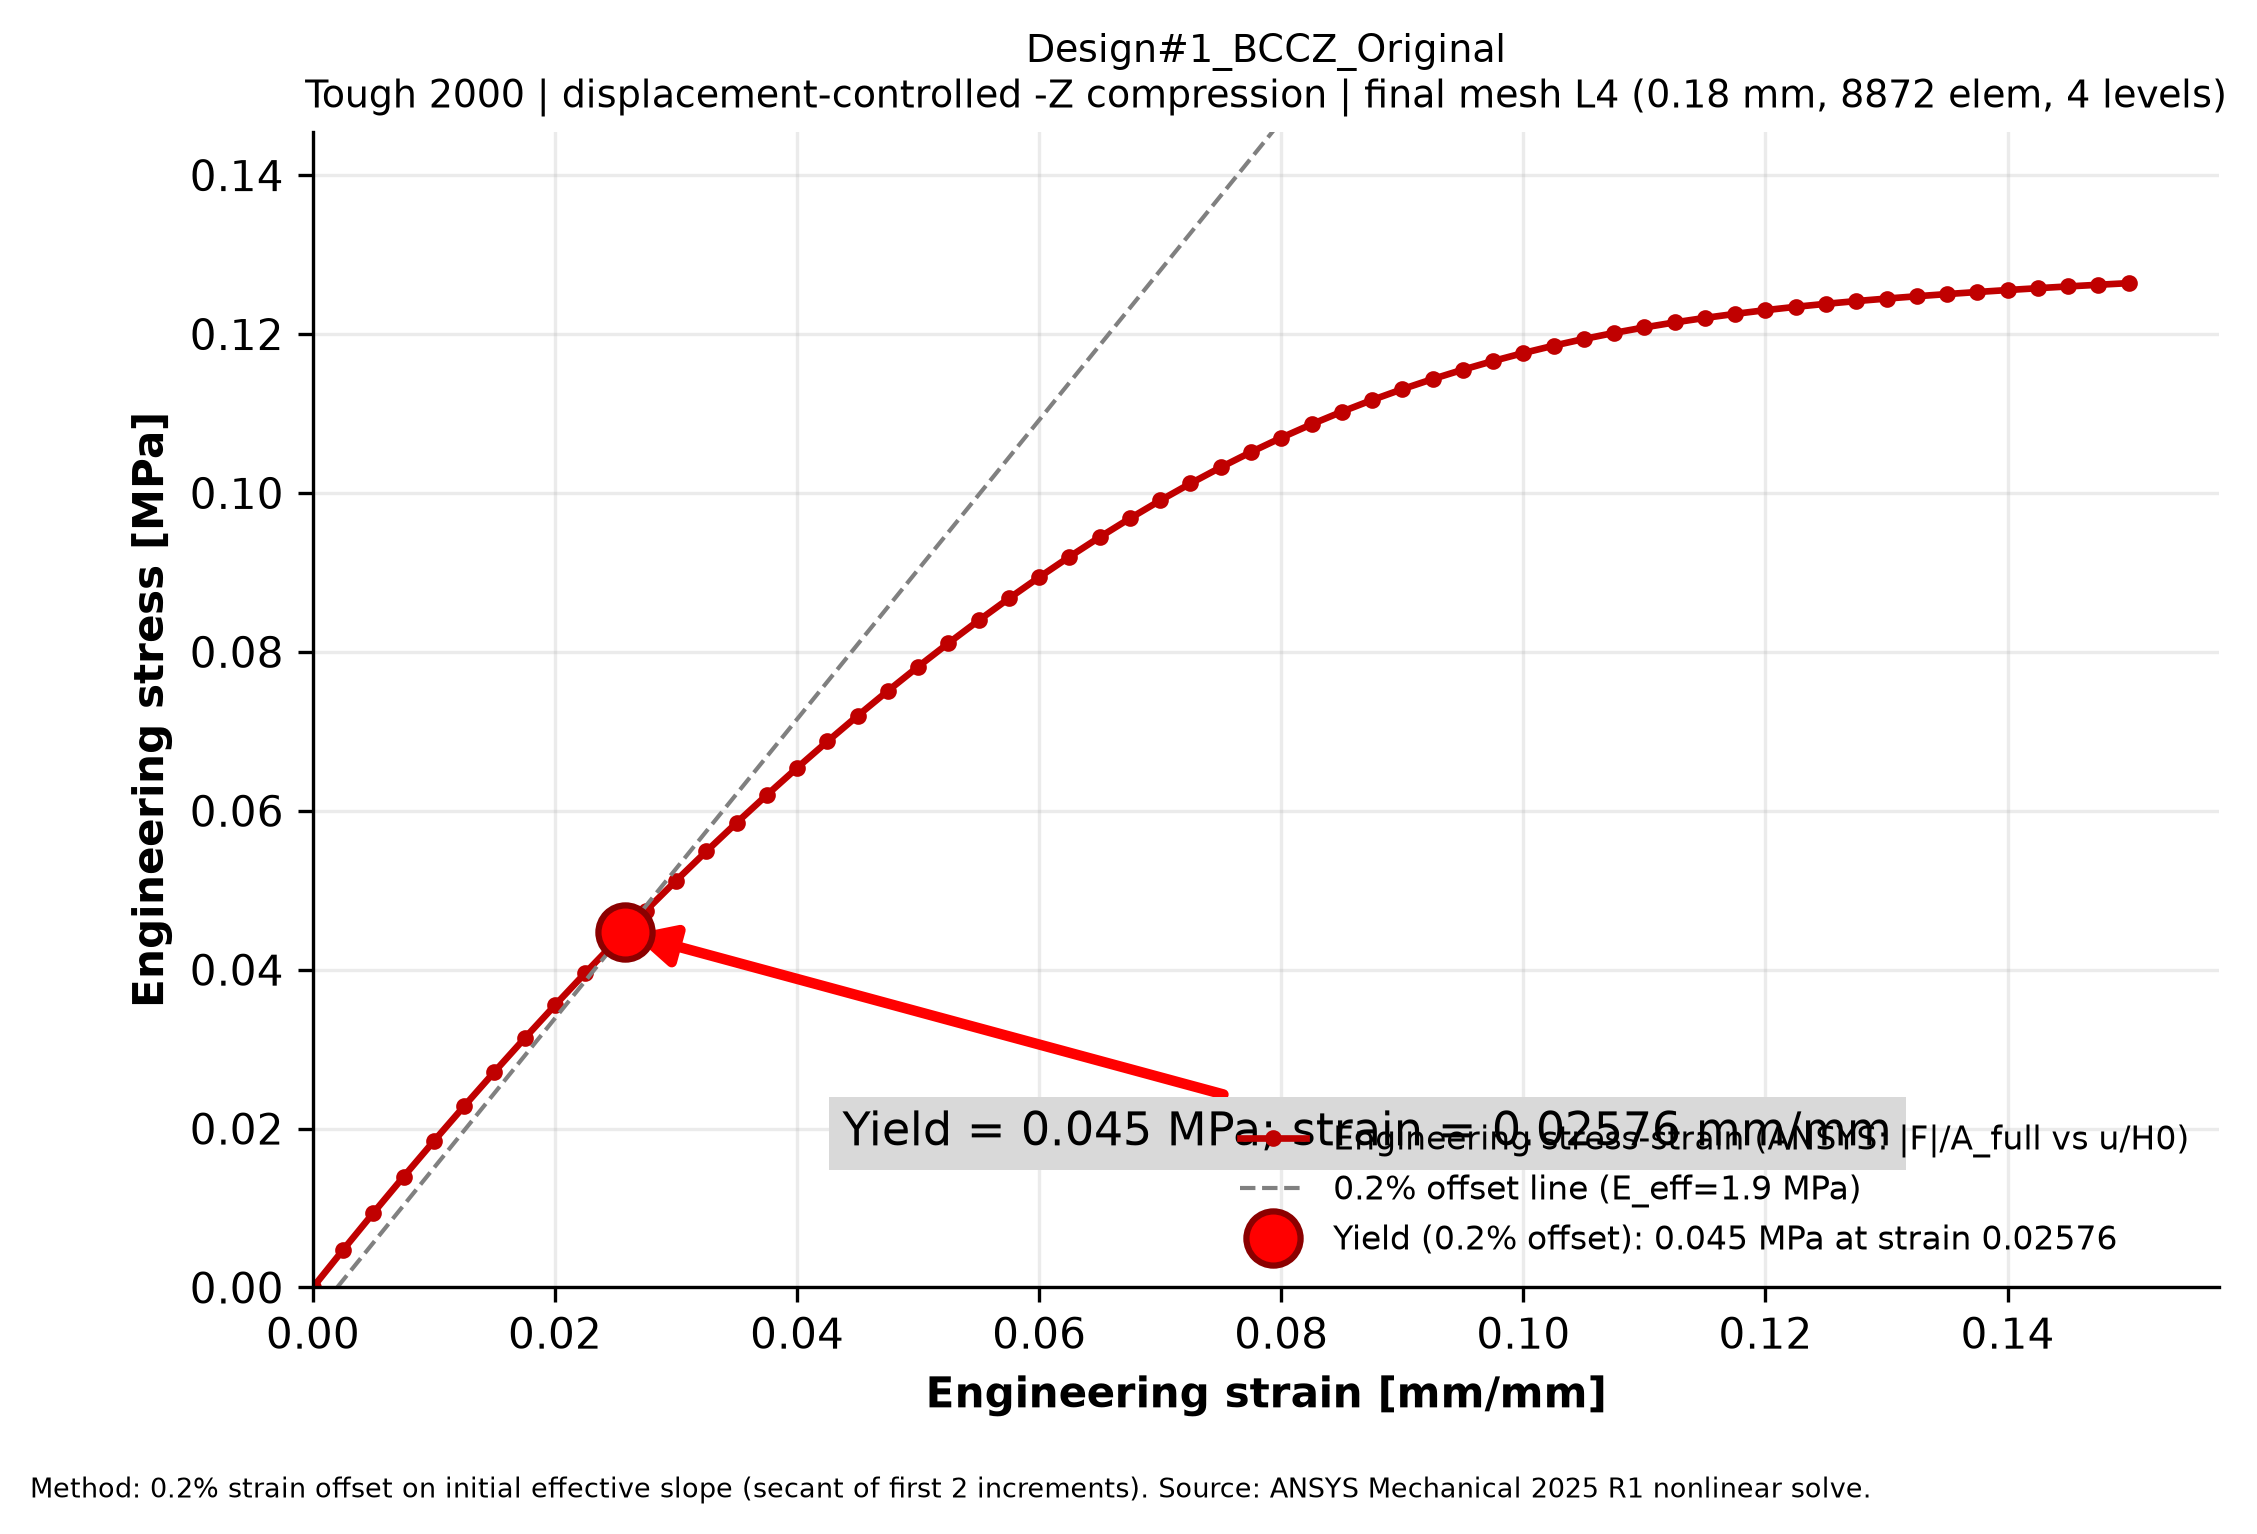 Design#1_BCCZ_Original
Tough 2000 | displacement-controlled -Z compression | final mesh L4 (0.18 mm, 8872 elem, 4 levels)
Engineering stress [MPa]
0.14
0.12
0.10
0.08
0.06
0.04
0.02
0.00
Yield = 0.045 MPa; strain = 0.02576 mm/mm
Engineering stress-strain (ANSYS: |F|/A_full vs u/H0)
0.2% offset line (E_eff=1.9 MPa)
Yield (0.2% offset): 0.045 MPa at strain 0.02576
0.00 0.02 0.04 0.06 0.08 0.10 0.12 0.14
Engineering strain [mm/mm]
Method: 0.2% strain offset on initial effective slope (secant of first 2 increments). Source: ANSYS Mechanical 2025 R1 nonlinear solve.